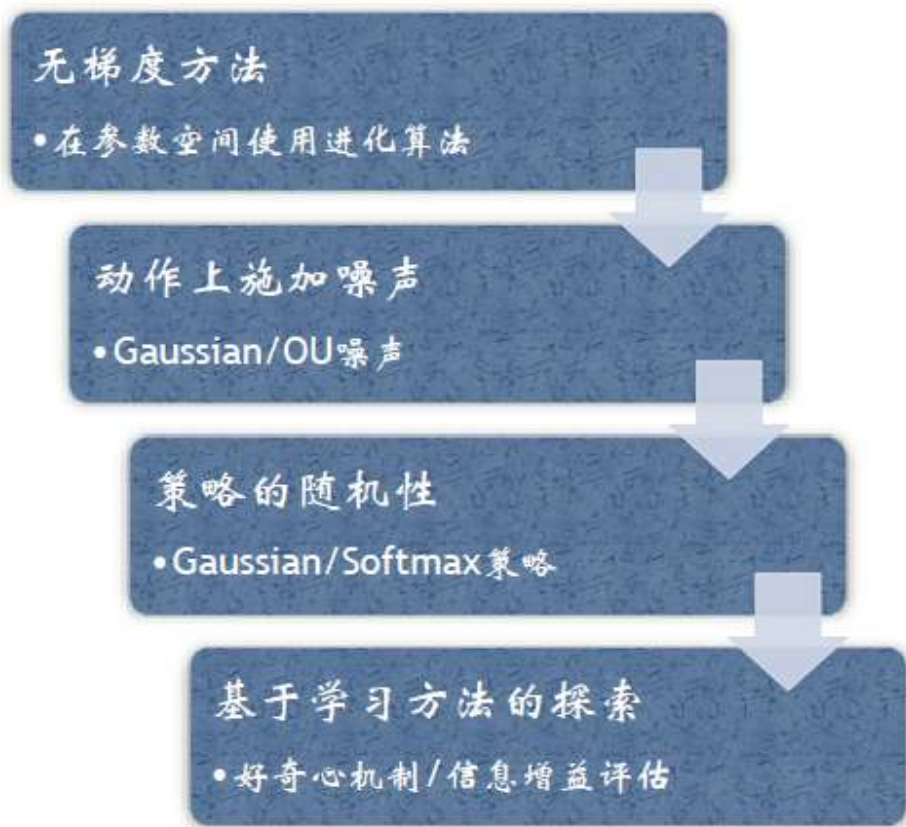 无梯度方法
•在参数空间使用进化算法
动作上施加噪声
•Gaussian/OU噪声
策略的随机性
•Gaussian/Softmax策略
基于学习方法的探索
•好奇心机制/信息增益评估